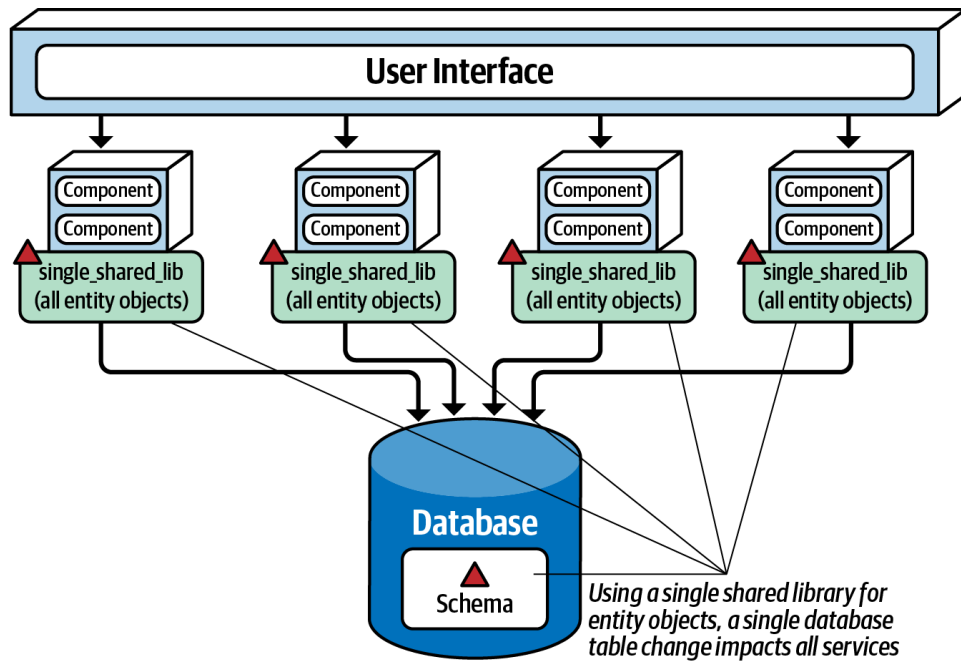 User Interface
Component
Component
single_shared_lib
(all entity objects)
Component
Component
single_shared_lib
(all entity objects)
Component
Component
single_shared_lib
(all entity objects)
Component
Component
single_shared_lib
(all entity objects)
Database
Schema
Using a single shared library for
entity objects, a single database
table change impacts all services